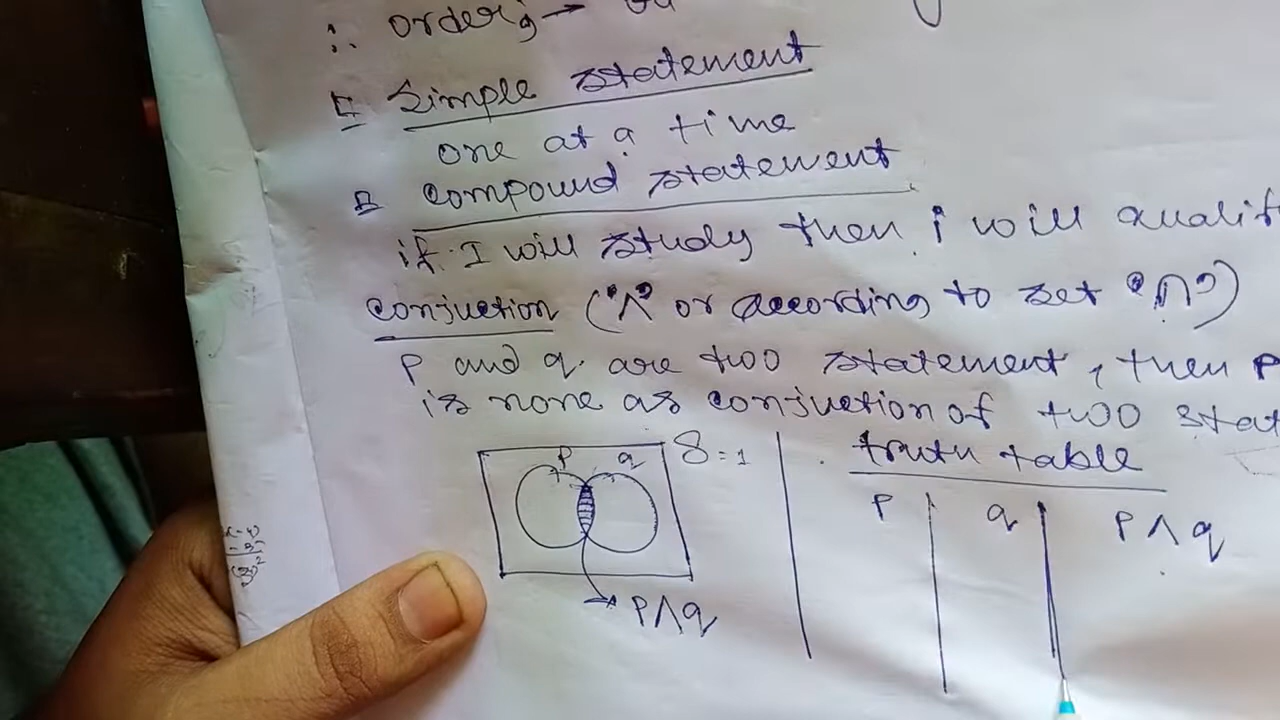 ∴ order is →
Simple statement
one at a time
compound statement
if I will study then i will qualif
conjuction ('∧' or according to set '∩')
p and q are two statement, then p
is none as conjuction of two stat
p q S = 1
truth table
p q p ∧ q
p ∧ q